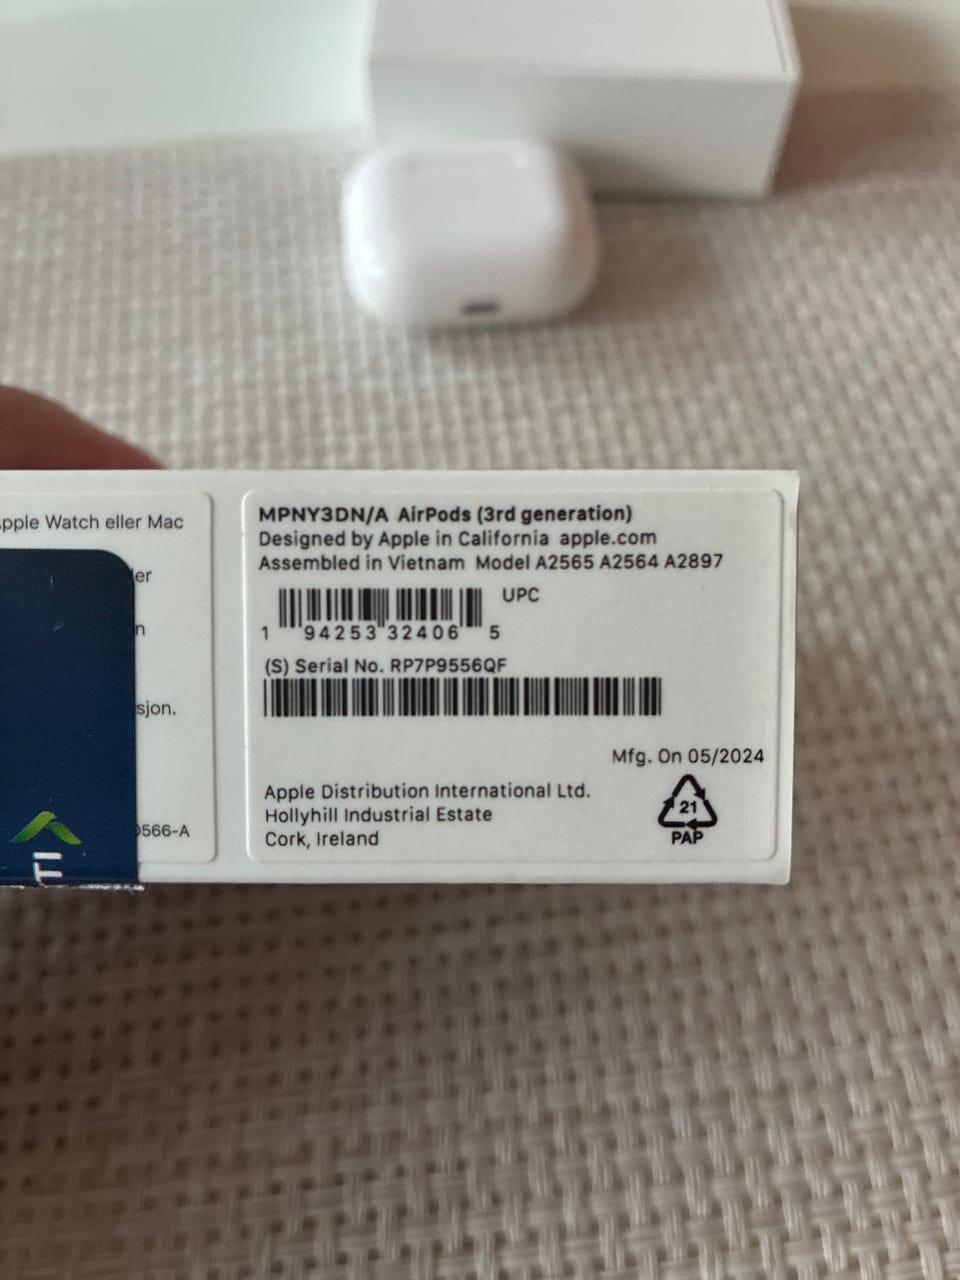 pple Watch eller Mac
er
n
sjon.
0566-A
TI
MPNY3DN/A AirPods (3rd generation)
Designed by Apple in California apple.com
Assembled in Vietnam Model A2565 A2564 A2897
UPC
1 94253 32406 5
(S) Serial No. RP7P9556QF
Mfg. On 05/2024
Apple Distribution International Ltd.
Hollyhill Industrial Estate
Cork, Ireland
21
PAP